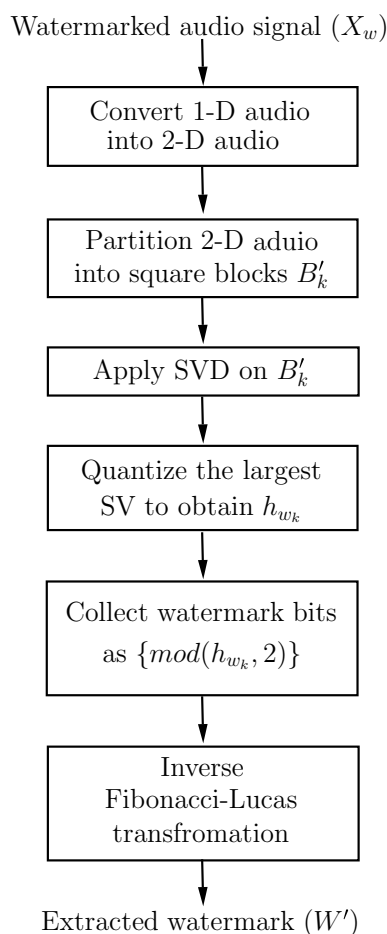 Watermarked audio signal (X_w)
Convert 1-D audio
into 2-D audio
Partition 2-D aduio
into square blocks B'_k
Apply SVD on B'_k
Quantize the largest
SV to obtain h_{w_k}
Collect watermark bits
as {mod(h_{w_k}, 2)}
Inverse
Fibonacci-Lucas
transfromation
Extracted watermark (W')